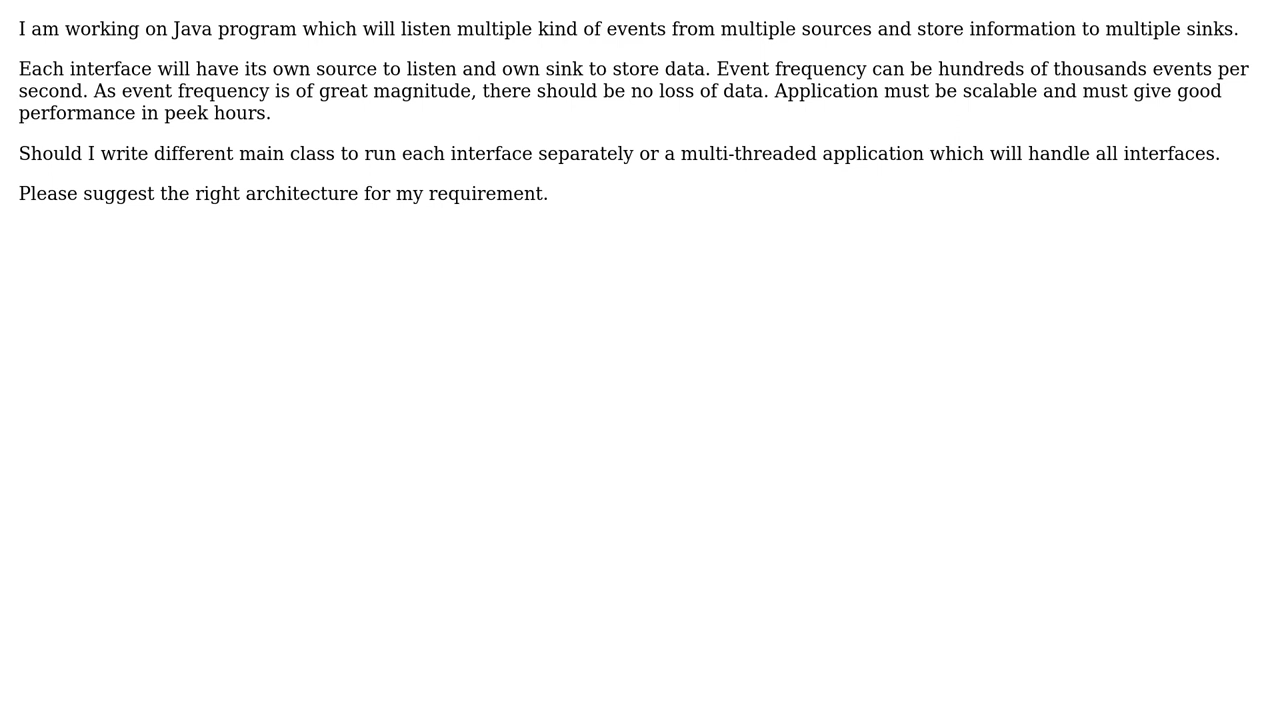 I am working on Java program which will listen multiple kind of events from multiple sources and store information to multiple sinks.
Each interface will have its own source to listen and own sink to store data. Event frequency can be hundreds of thousands events per
second. As event frequency is of great magnitude, there should be no loss of data. Application must be scalable and must give good
performance in peek hours.
Should I write different main class to run each interface separately or a multi-threaded application which will handle all interfaces.
Please suggest the right architecture for my requirement.